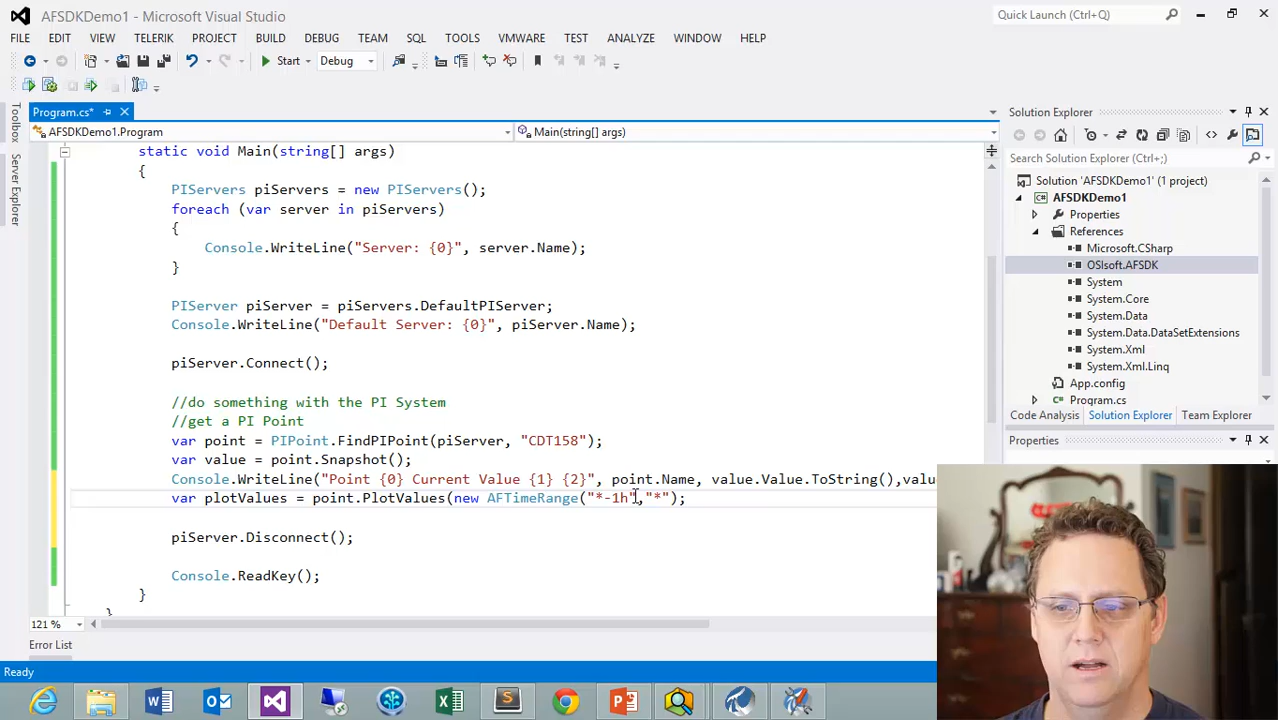 AFSDKDemo1 - Microsoft Visual Studio
Quick Launch (Ctrl+Q)
FILE EDIT VIEW TELERIK PROJECT BUILD DEBUG TEAM SQL TOOLS VMWARE TEST ANALYZE WINDOW HELP
Start Debug
Toolbox
Server Explorer
Program.cs*
AFSDKDemo1.Program
Main(string[] args)
static void Main(string[] args)
{
PIServers piServers = new PIServers();
foreach (var server in piServers)
{
Console.WriteLine("Server: {0}", server.Name);
}
PIServer piServer = piServers.DefaultPIServer;
Console.WriteLine("Default Server: {0}", piServer.Name);
piServer.Connect();
//do something with the PI System
//get a PI Point
var point = PIPoint.FindPIPoint(piServer, "CDT158");
var value = point.Snapshot();
Console.WriteLine("Point {0} Current Value {1} {2}", point.Name, value.Value.ToString(),valu
var plotValues = point.PlotValues(new AFTimeRange("*-1h","*");
piServer.Disconnect();
Console.ReadKey();
}
}
121 %
Error List
Ready
Solution Explorer
Search Solution Explorer (Ctrl+;)
Solution 'AFSDKDemo1' (1 project)
AFSDKDemo1
Properties
References
Microsoft.CSharp
OSIsoft.AFSDK
System
System.Core
System.Data
System.Data.DataSetExtensions
System.Xml
System.Xml.Linq
App.config
Program.cs
Code Analysis Solution Explorer Team Explorer
Properties